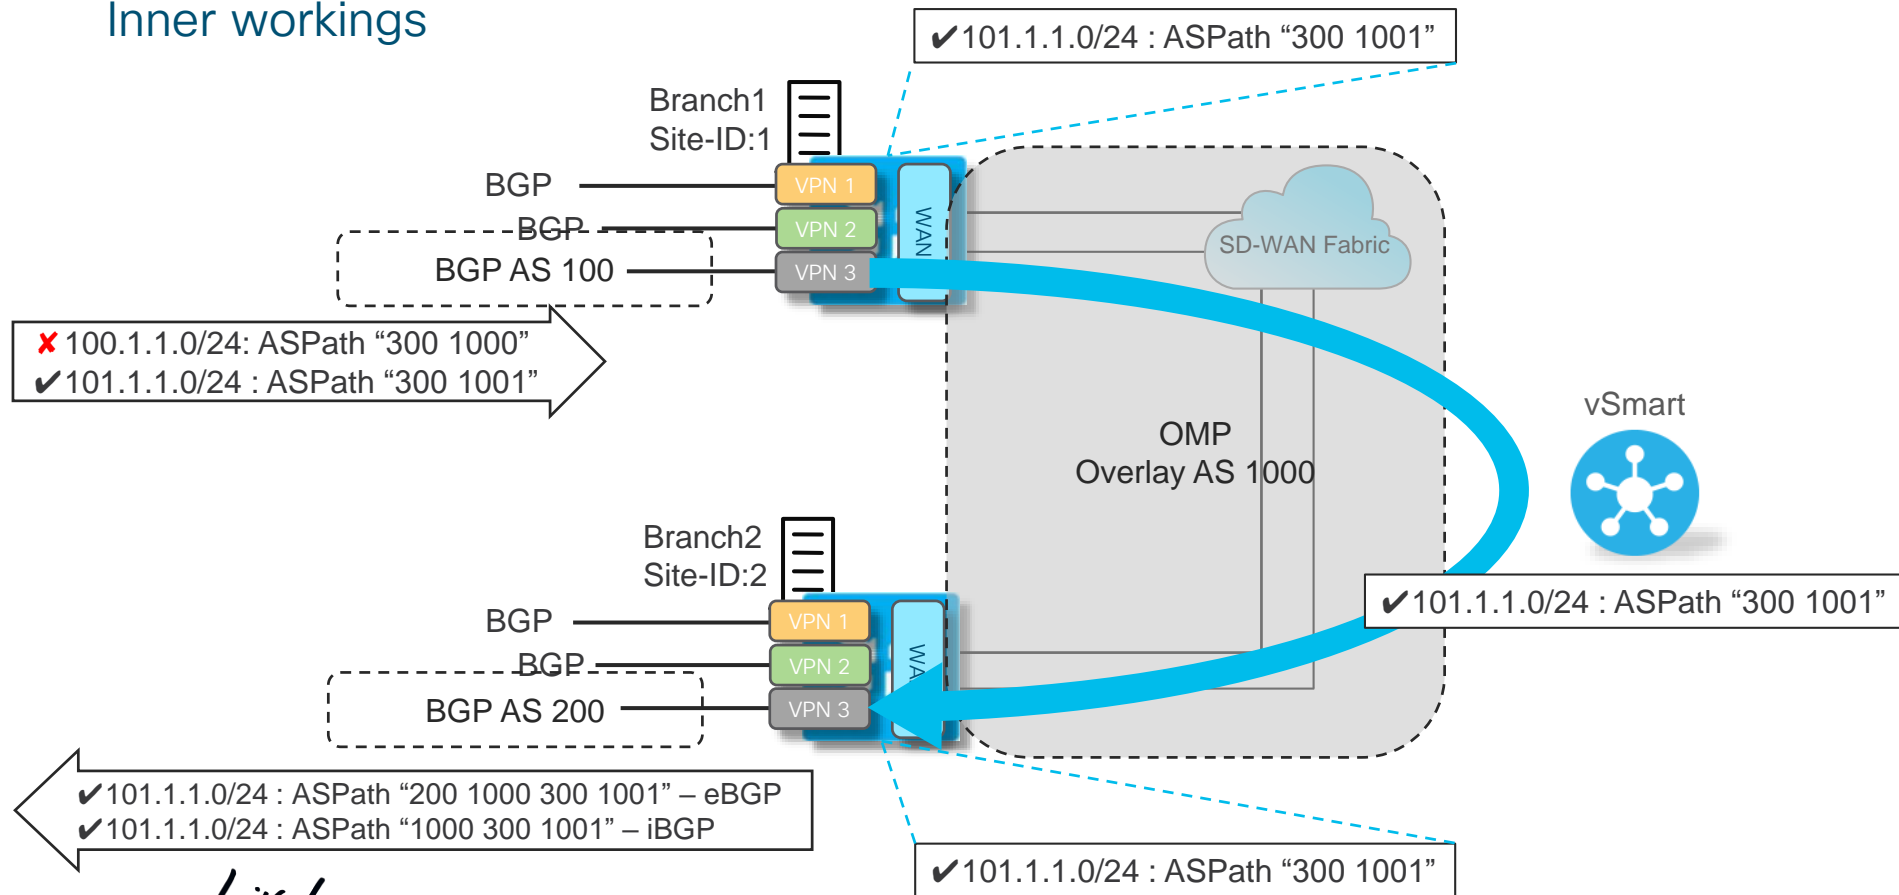 Inner workings
✔101.1.1.0/24 : ASPath “300 1001”
Branch1
Site-ID:1
BGP
VPN 1
BGP
VPN 2
WAN
SD-WAN Fabric
BGP AS 100
VPN 3
✘ 100.1.1.0/24: ASPath “300 1000”
✔101.1.1.0/24 : ASPath “300 1001”
OMP
Overlay AS 1000
vSmart
Branch2
Site-ID:2
✔101.1.1.0/24 : ASPath “300 1001”
BGP
VPN 1
BGP
VPN 2
BGP AS 200
VPN 3
✔101.1.1.0/24 : ASPath “200 1000 300 1001” – eBGP
✔101.1.1.0/24 : ASPath “1000 300 1001” – iBGP
✔101.1.1.0/24 : ASPath “300 1001”